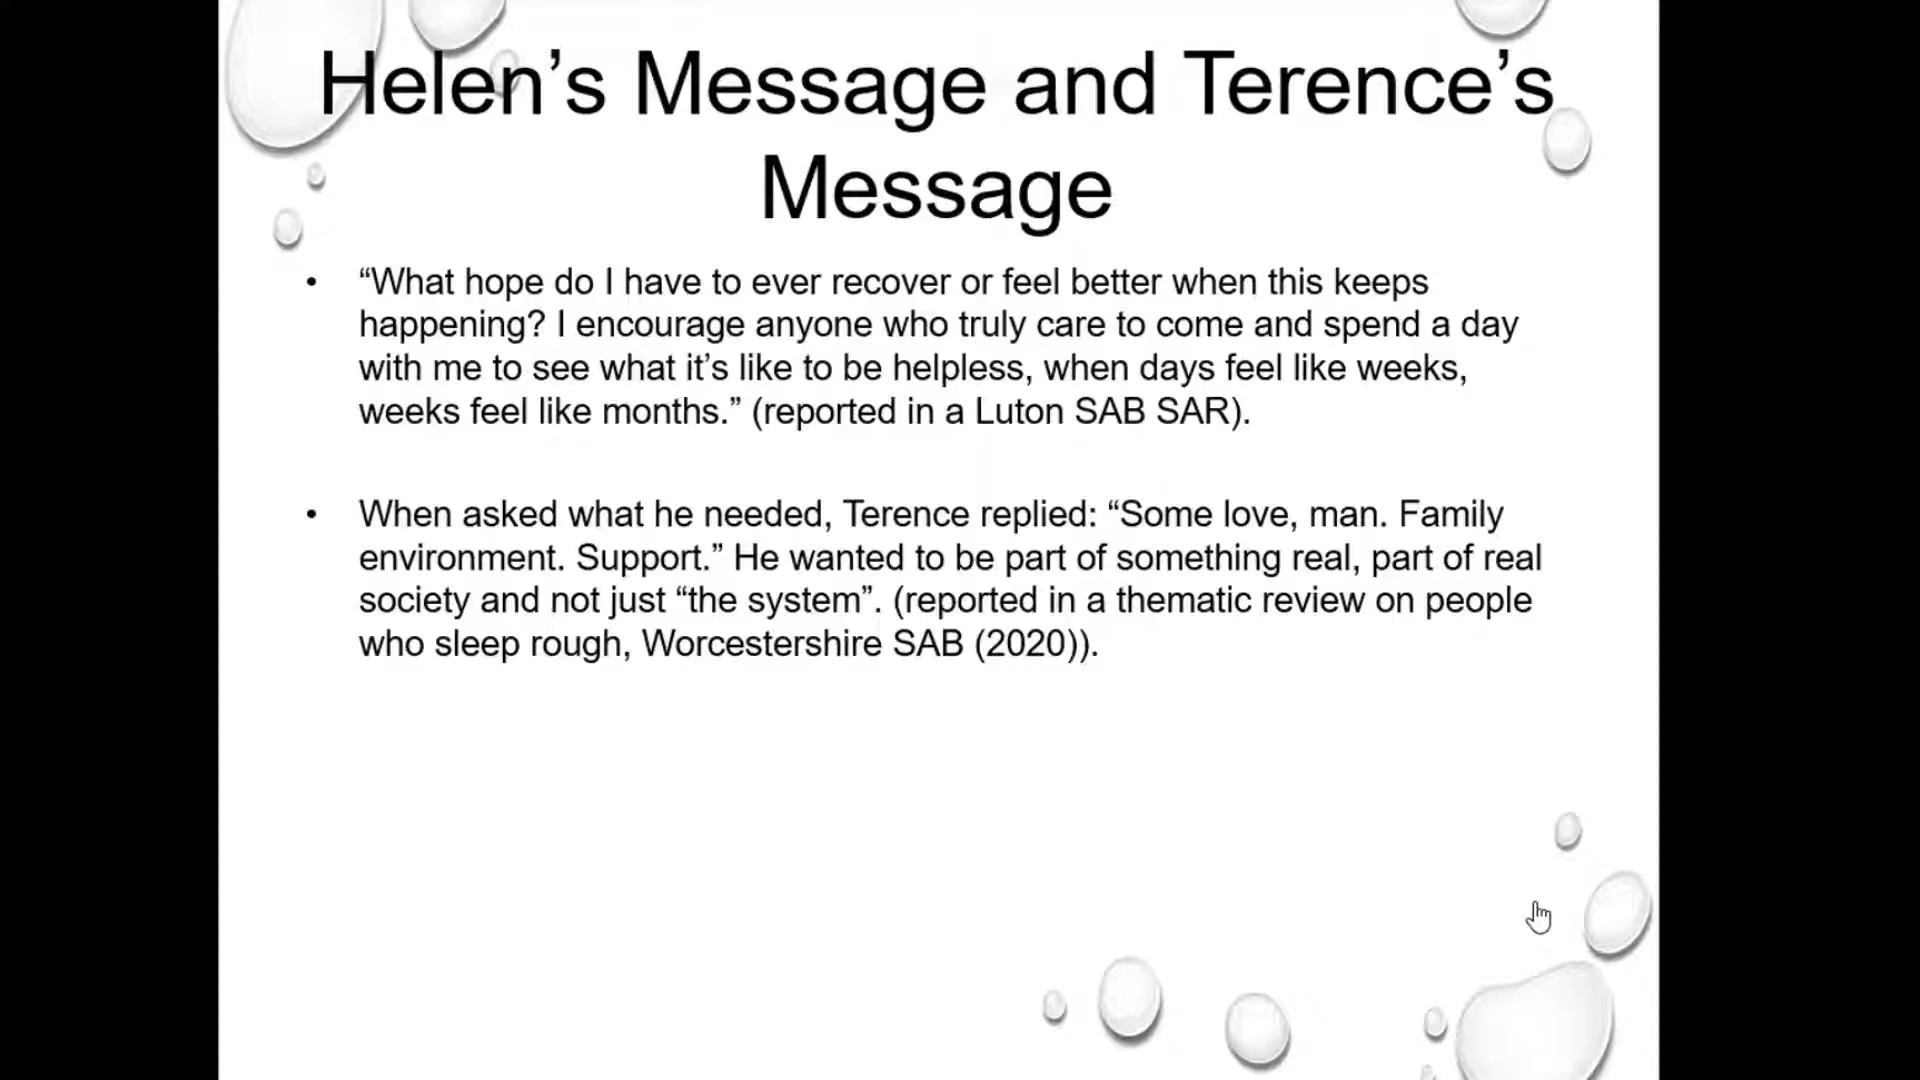 Helen’s Message and Terence’s
Message
• “What hope do I have to ever recover or feel better when this keeps
happening? I encourage anyone who truly care to come and spend a day
with me to see what it’s like to be helpless, when days feel like weeks,
weeks feel like months.” (reported in a Luton SAB SAR).
• When asked what he needed, Terence replied: “Some love, man. Family
environment. Support.” He wanted to be part of something real, part of real
society and not just “the system”. (reported in a thematic review on people
who sleep rough, Worcestershire SAB (2020)).